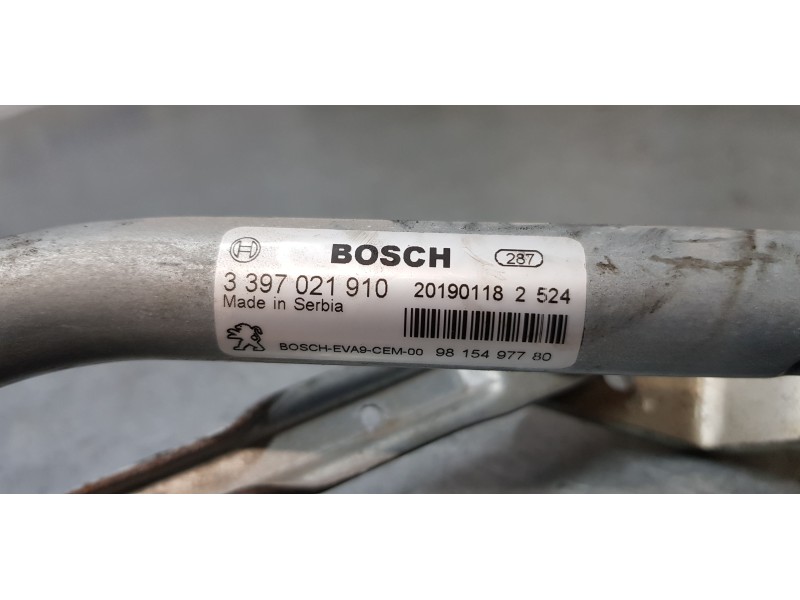 BOSCH 287
3 397 021 910 20190118 2 524
Made in Serbia
BOSCH-EVA9-CEM-00 98 154 977 80